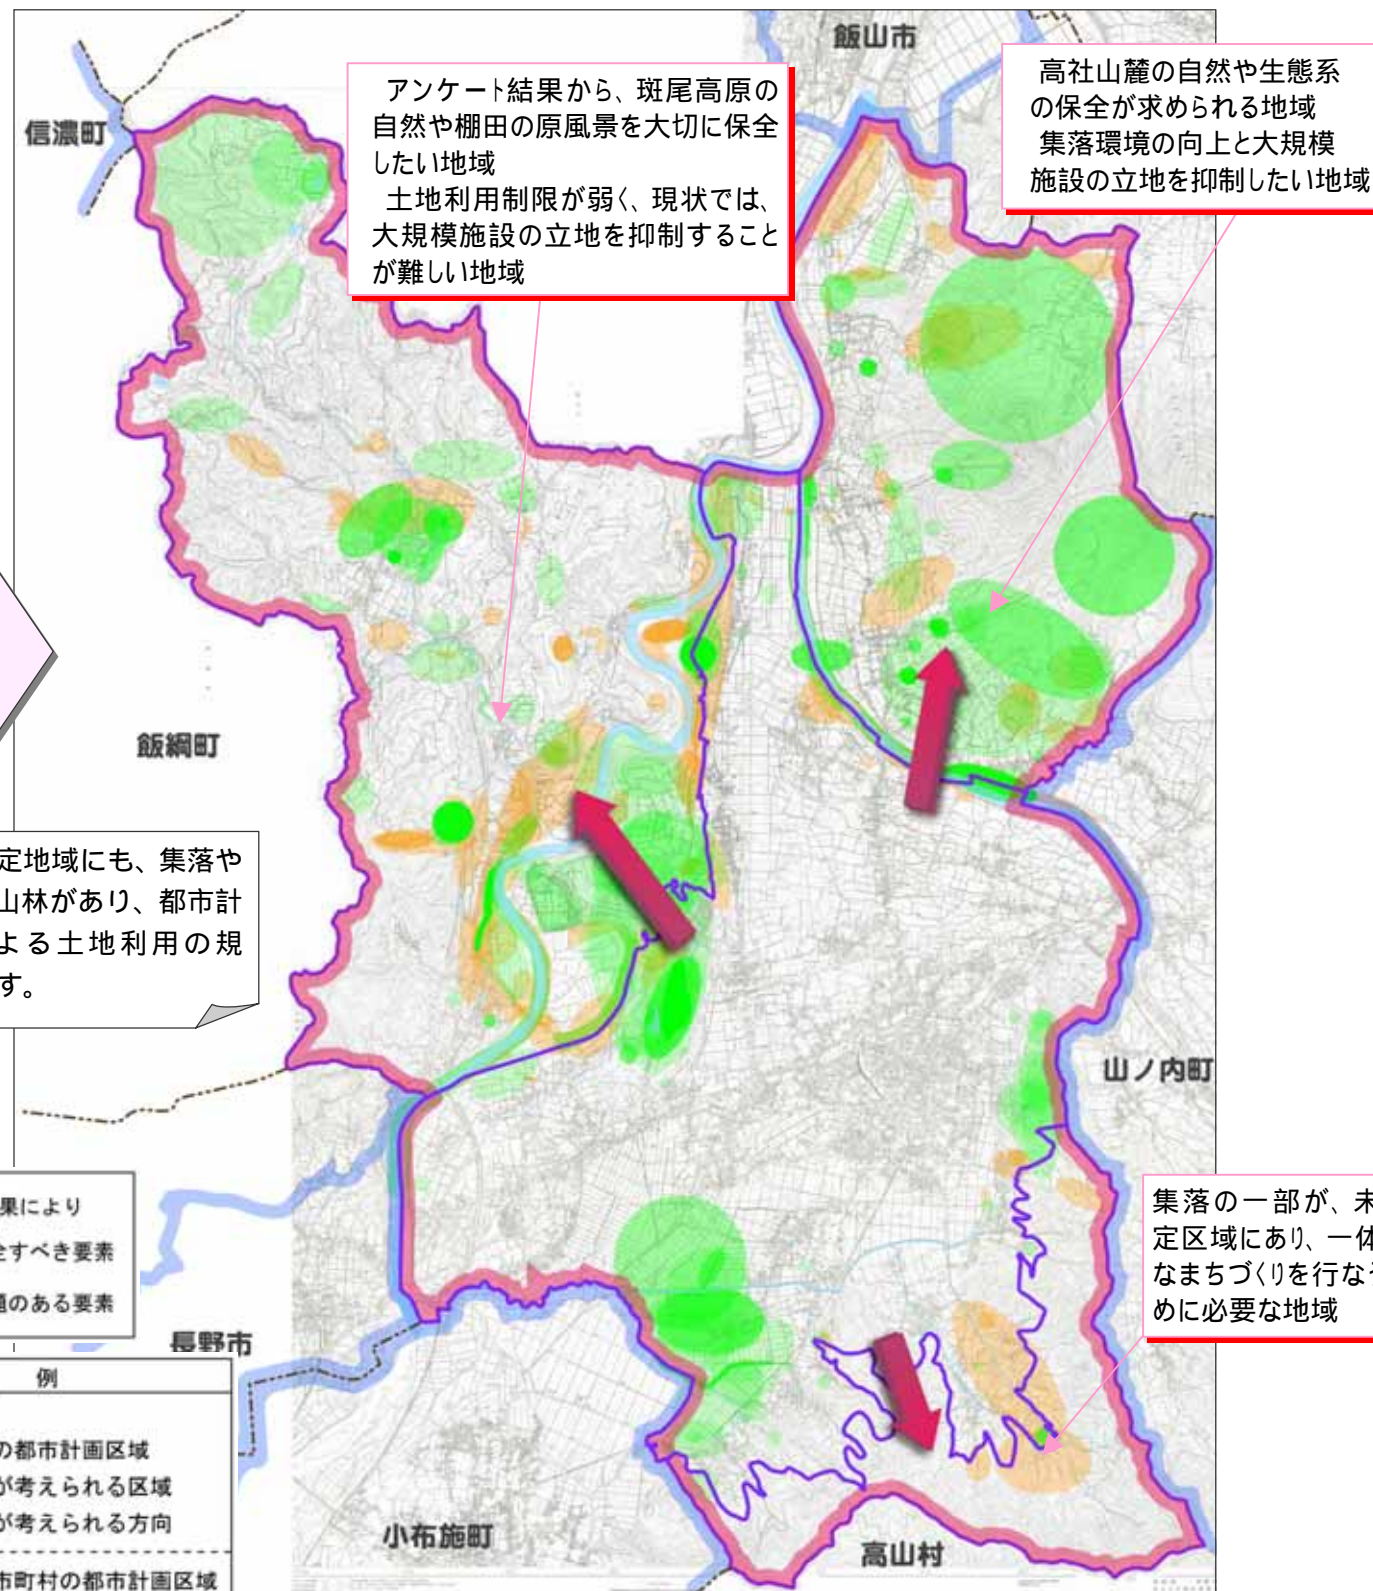 飯山市
信濃町
アンケート結果から、斑尾高原の
自然や棚田の原風景を大切に保全
したい地域
土地利用制限が弱く、現状では、
大規模施設の立地を抑制すること
が難しい地域
高社山麓の自然や生態系
の保全が求められる地域
集落環境の向上と大規模
施設の立地を抑制したい地域
飯綱町
定地域にも、集落や
山林があり、都市計
よる土地利用の規
す。
山ノ内町
果により
全すべき要素
題のある要素
集落の一部が、未
定区域にあり、一体
なまちづくりを行な
めに必要な地域
長野市
例
の都市計画区域
が考えられる区域
が考えられる方向
市町村の都市計画区域
小布施町
高山村